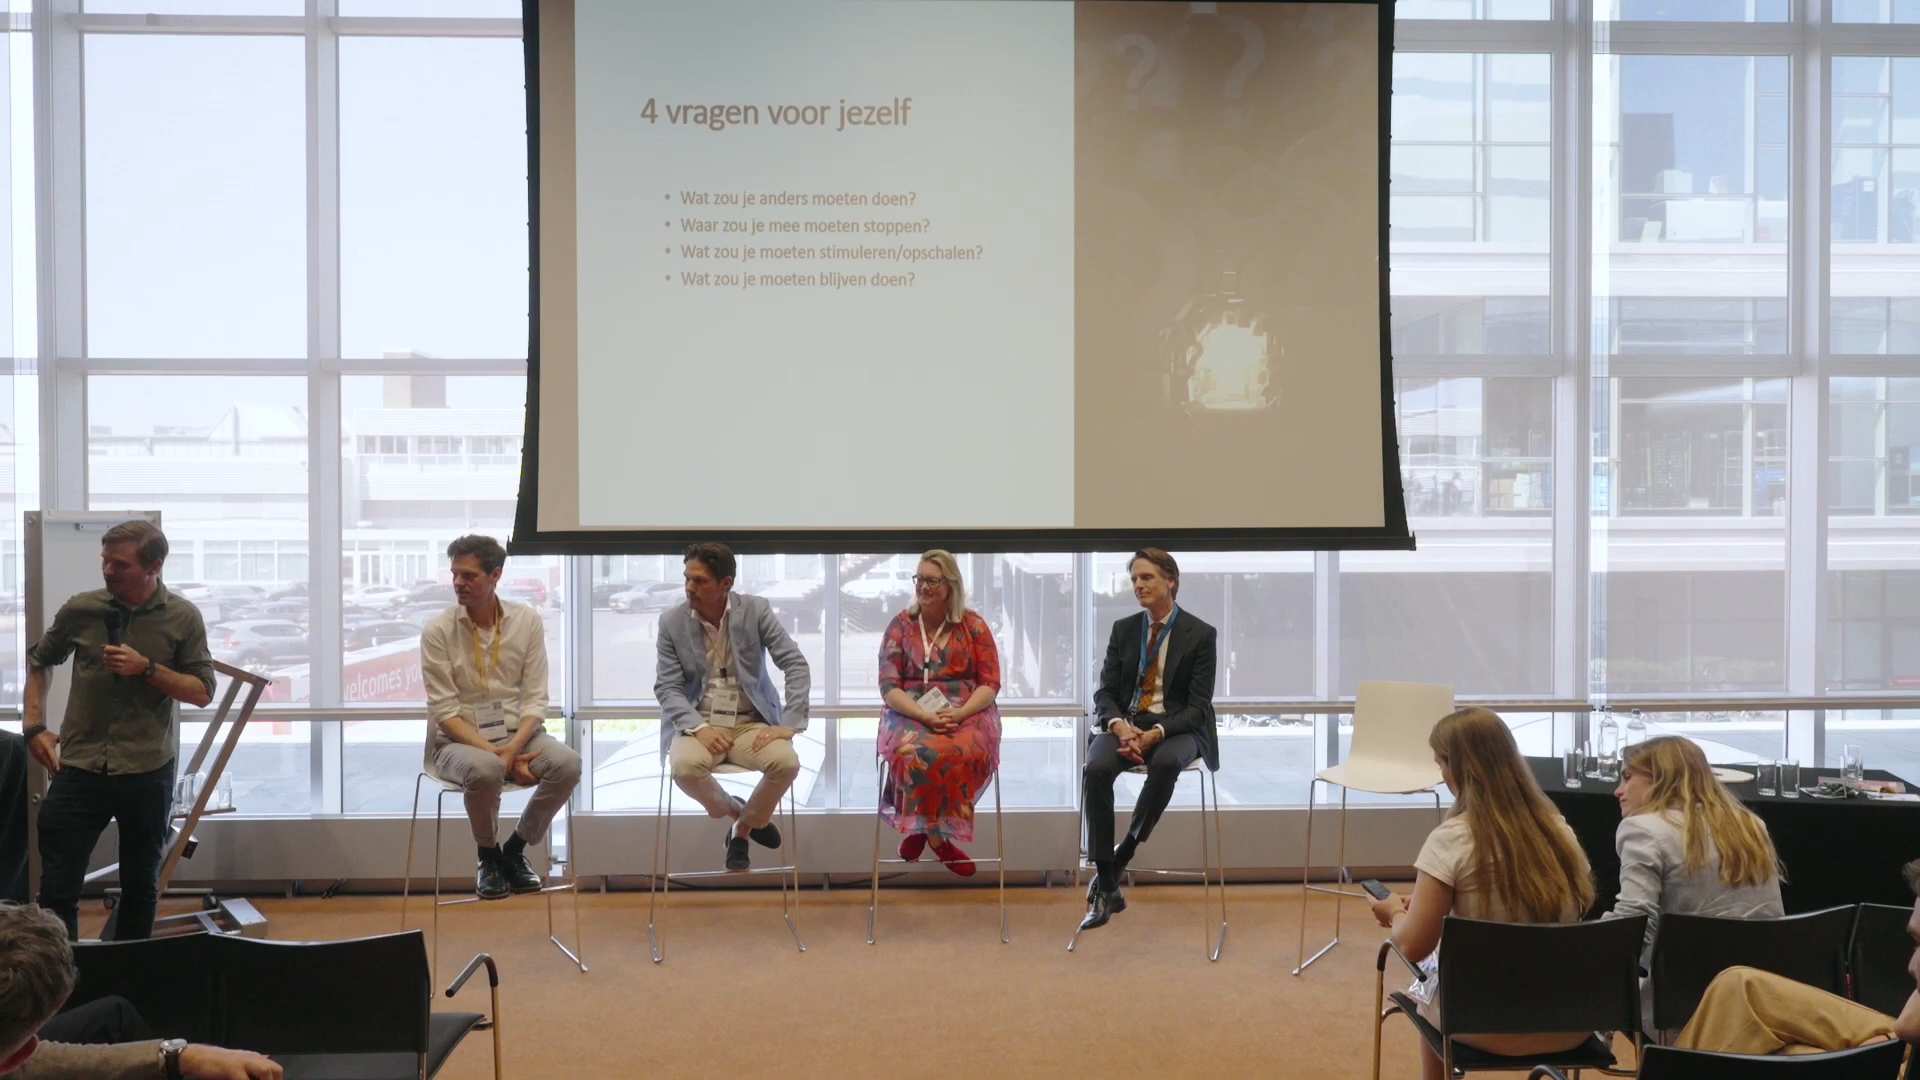 4 vragen voor jezelf
• Wat zou je anders moeten doen?
• Waar zou je mee moeten stoppen?
• Wat zou je moeten stimuleren/opschalen?
• Wat zou je moeten blijven doen?
welcomes you